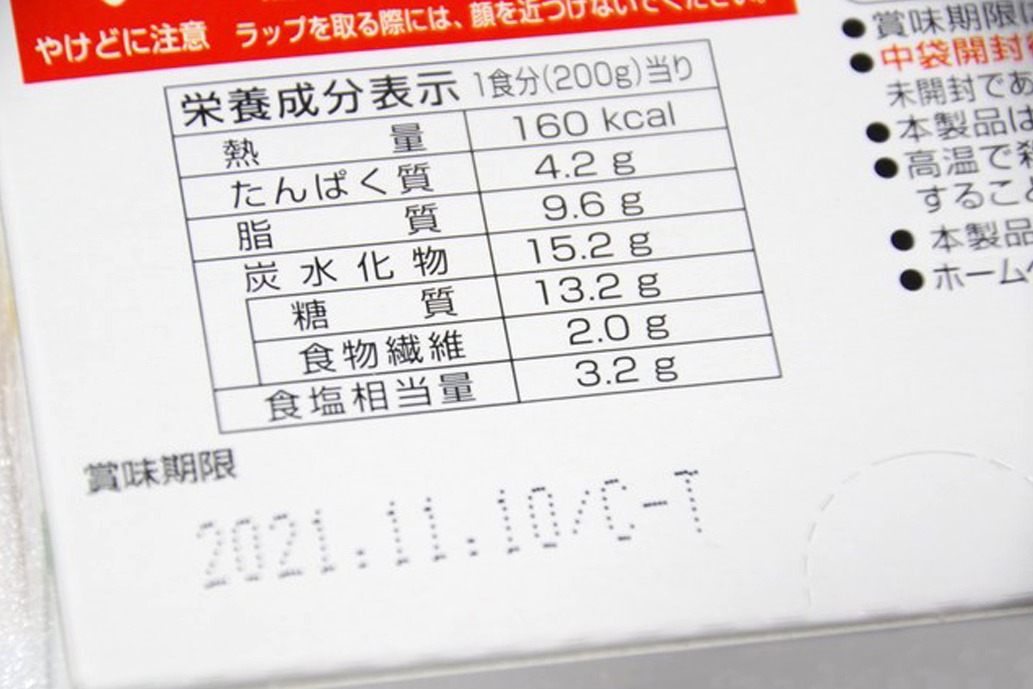 やけどに注意 ラップを取る際には、顔を近づけないでください。
栄養成分表示 1食分(200g)当り
熱量 160 kcal
たんぱく質 4.2 g
脂質 9.6 g
炭水化物 15.2 g
糖質 13.2 g
食物繊維 2.0 g
食塩相当量 3.2 g
賞味期限
2021.11.10/C-T
●賞味期限
●中袋開封
未開封であ
●本製品は
●高温で
すること
●本製品
●ホーム